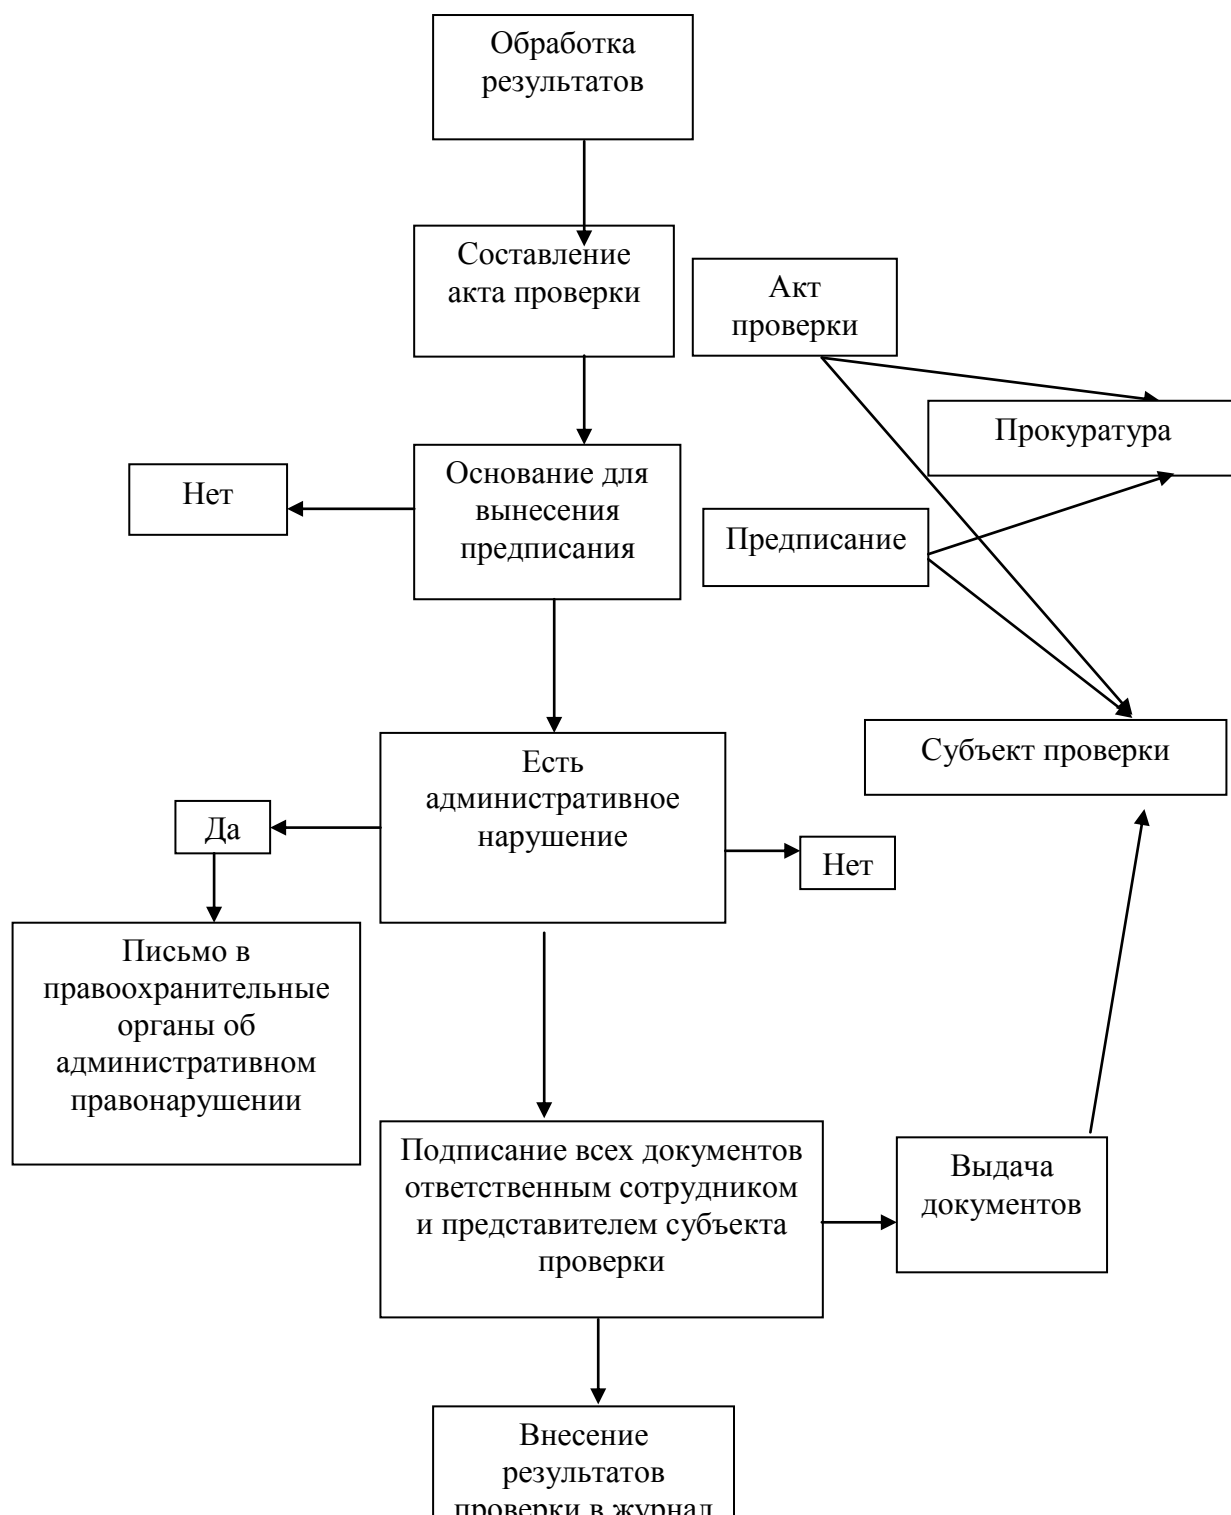 Обработка
результатов
Составление
акта проверки
Акт
проверки
Прокуратура
Нет
Основание для
вынесения
предписания
Предписание
Субъект проверки
Есть
административное
нарушение
Да
Нет
Письмо в
правоохранительные
органы об
административном
правонарушении
Подписание всех документов
ответственным сотрудником
и представителем субъекта
проверки
Выдача
документов
Внесение
результатов
проверки в журнал